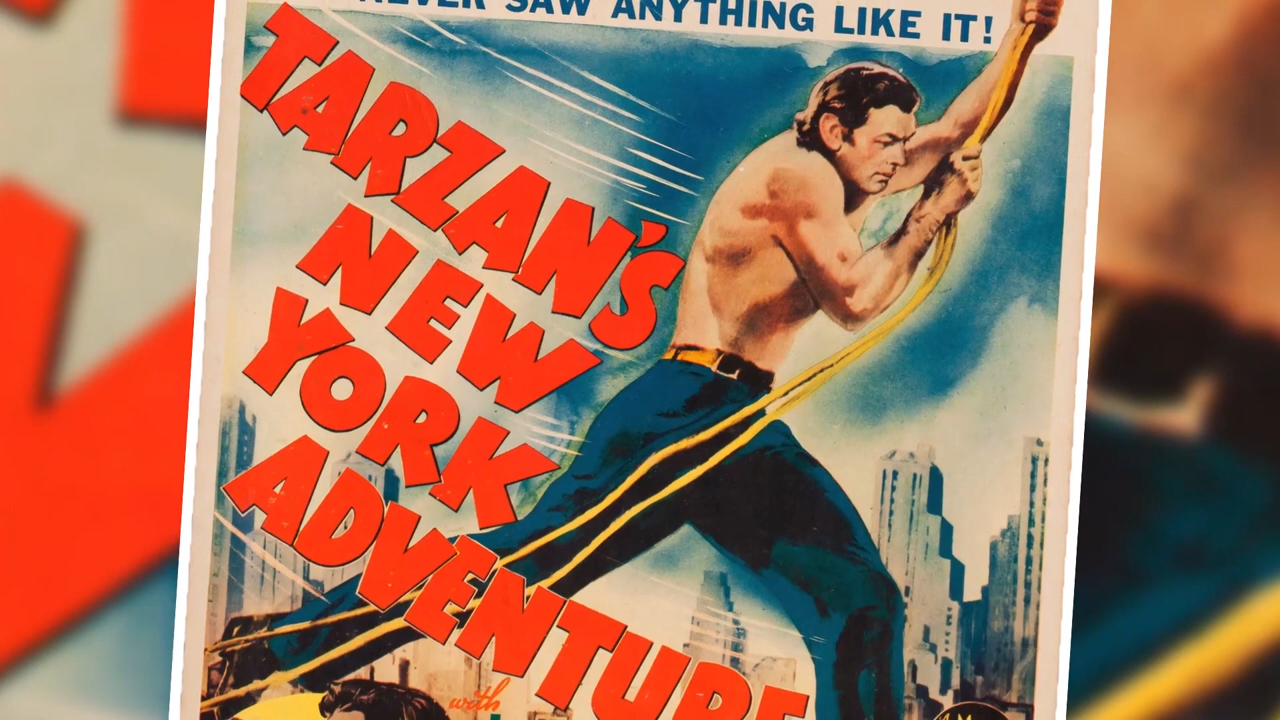 NEVER SAW ANYTHING LIKE IT!
TARZAN'S
NEW
YORK
ADVENTURE
with